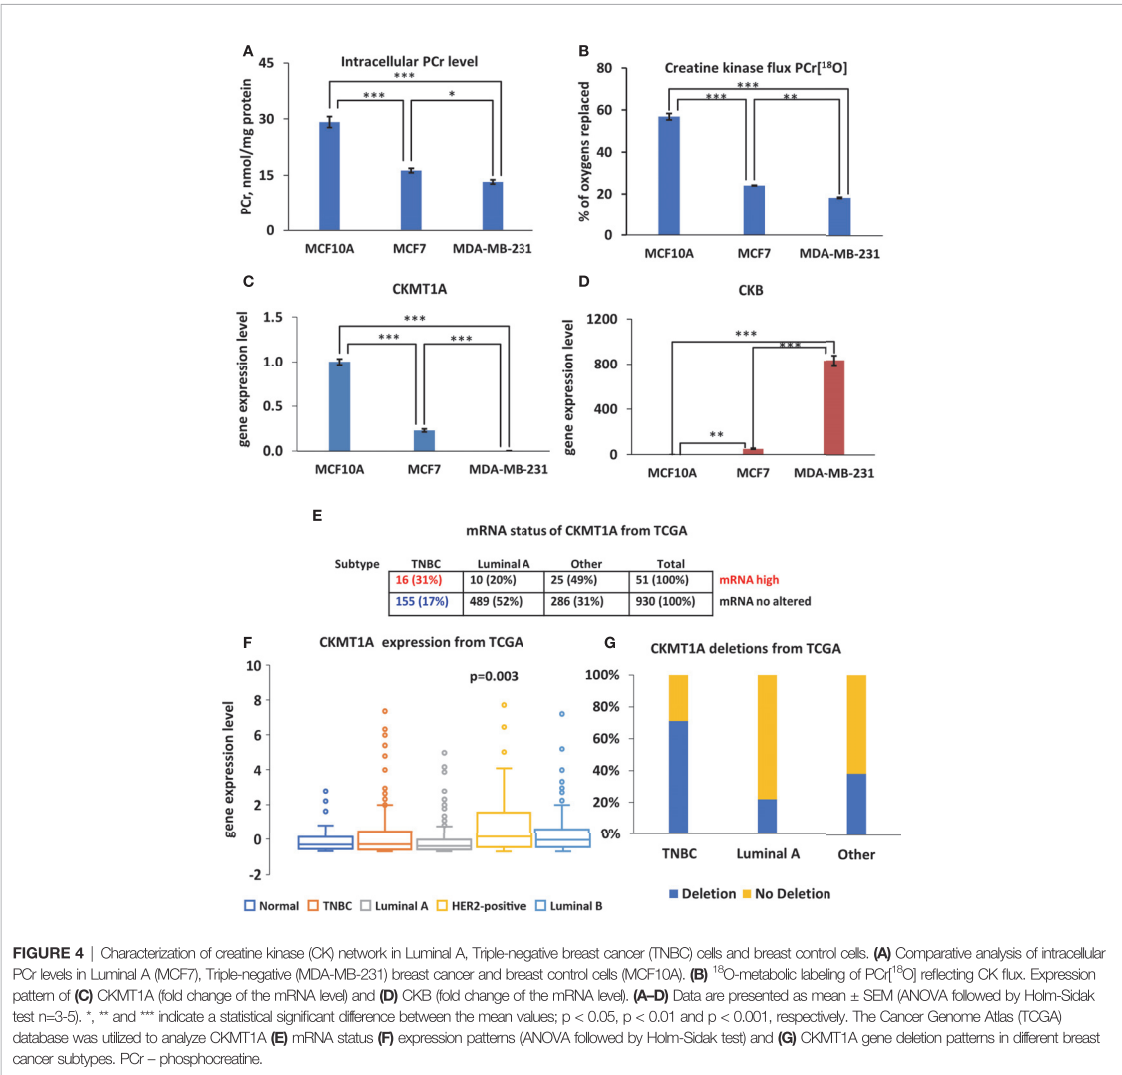 A
Intracellular PCr level
45
30
15
0
PCr, nmol/mg protein
***
***
*
MCF10A MCF7 MDA-MB-231
B
Creatine kinase flux PCr[¹⁸O]
80
60
40
20
0
% of oxygens replaced
***
***
**
MCF10A MCF7 MDA-MB-231
C
CKMT1A
1.5
1.0
0.5
0.0
gene expression level
***
***
***
MCF10A MCF7 MDA-MB-231
D
CKB
1200
800
400
0
gene expression level
***
***
**
MCF10A MCF7 MDA-MB-231
E
mRNA status of CKMT1A from TCGA
Subtype TNBC Luminal A Other Total
16 (31%) 10 (20%) 25 (49%) 51 (100%) mRNA high
155 (17%) 489 (52%) 286 (31%) 930 (100%) mRNA no altered
F
CKMT1A expression from TCGA
p=0.003
10
8
6
4
2
0
-2
gene expression level
Normal TNBC Luminal A HER2-positive Luminal B
G
CKMT1A deletions from TCGA
100%
80%
60%
40%
20%
0%
TNBC Luminal A Other
Deletion No Deletion
FIGURE 4 | Characterization of creatine kinase (CK) network in Luminal A, Triple-negative breast cancer (TNBC) cells and breast control cells. (A) Comparative analysis of intracellular
PCr levels in Luminal A (MCF7), Triple-negative (MDA-MB-231) breast cancer and breast control cells (MCF10A). (B) ¹⁸O-metabolic labeling of PCr[¹⁸O] reflecting CK flux. Expression
pattern of (C) CKMT1A (fold change of the mRNA level) and (D) CKB (fold change of the mRNA level). (A–D) Data are presented as mean ± SEM (ANOVA followed by Holm-Sidak
test n=3-5). *, ** and *** indicate a statistical significant difference between the mean values; p < 0.05, p < 0.01 and p < 0.001, respectively. The Cancer Genome Atlas (TCGA)
database was utilized to analyze CKMT1A (E) mRNA status (F) expression patterns (ANOVA followed by Holm-Sidak test) and (G) CKMT1A gene deletion patterns in different breast
cancer subtypes. PCr – phosphocreatine.